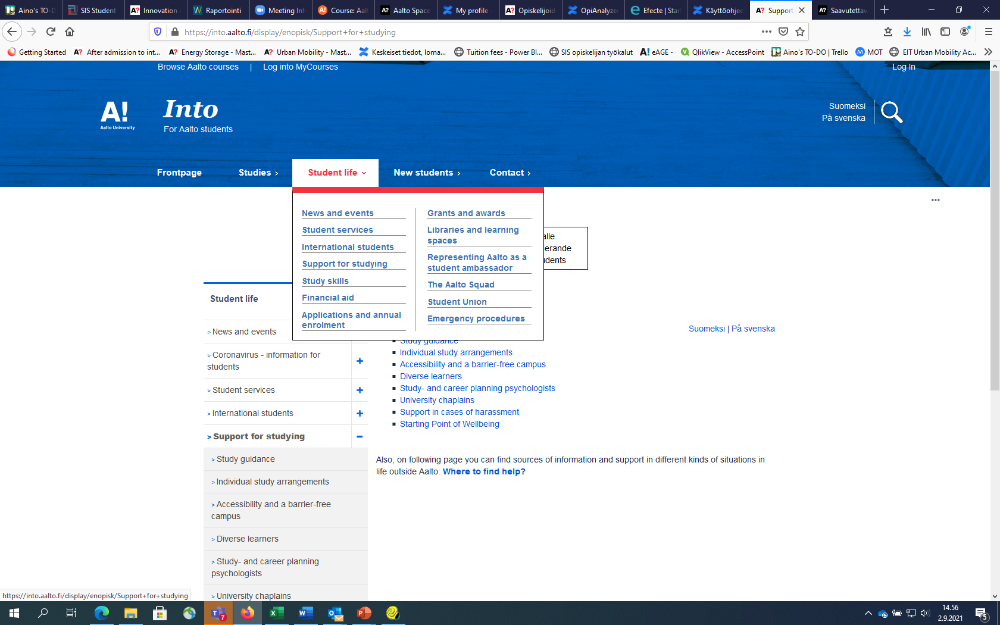 Aino's TO-D
SIS Student
Innovation
Raportointi
Meeting Inf
Course: Aalt
Aalto Space
My profile -
Opiskelijoid
OpiAnalyze
Efecte | Star
Käyttöohje
Support
Saavutettav
https://into.aalto.fi/display/enopisk/Support+for+studying
Getting Started
After admission to int...
Energy Storage - Mast...
Urban Mobility - Mast...
Keskeiset tiedot, loma...
Tuition fees - Power BI...
SIS opiskelijan työkalut
A! eAGE -
QlikView - AccessPoint
Aino's TO-DO | Trello
MOT
EIT Urban Mobility Ac...
Browse Aalto courses | Log into MyCourses
Log In
A!
Aalto University
Into
For Aalto students
Suomeksi
På svenska
Frontpage
Studies
Student life
New students
Contact
News and events
Student services
International students
Support for studying
Study skills
Financial aid
Applications and annual
enrolment
Grants and awards
Libraries and learning
spaces
Representing Aalto as a
student ambassador
The Aalto Squad
Student Union
Emergency procedures
alle
erande
idents
Student life
> News and events
> Coronavirus - information for
students
> Student services
> International students
> Support for studying
> Study guidance
> Individual study arrangements
> Accessibility and a barrier-free
campus
> Diverse learners
> Study- and career planning
psychologists
> University chaplains
Suomeksi | På svenska
Study guidance
Individual study arrangements
Accessibility and a barrier-free campus
Diverse learners
Study- and career planning psychologists
University chaplains
Support in cases of harassment
Starting Point of Wellbeing
Also, on following page you can find sources of information and support in different kinds of situations in
life outside Aalto: Where to find help?
https://into.aalto.fi/display/enopisk/Support+for+studying
7
14.56
2.9.2021
5